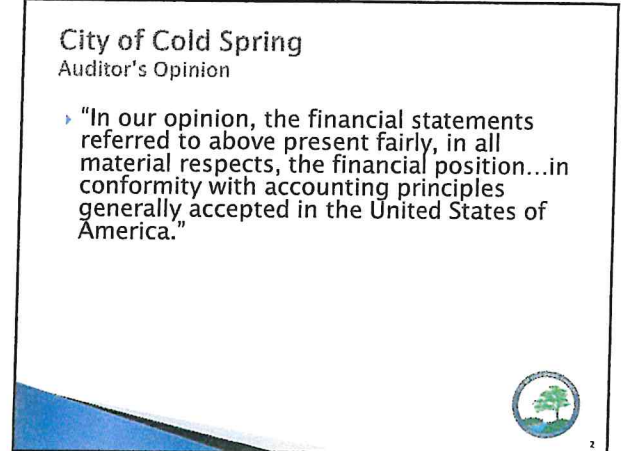 City of Cold Spring
Auditor's Opinion
"In our opinion, the financial statements
referred to above present fairly, in all
material respects, the financial position...in
conformity with accounting principles
generally accepted in the United States of
America."
2